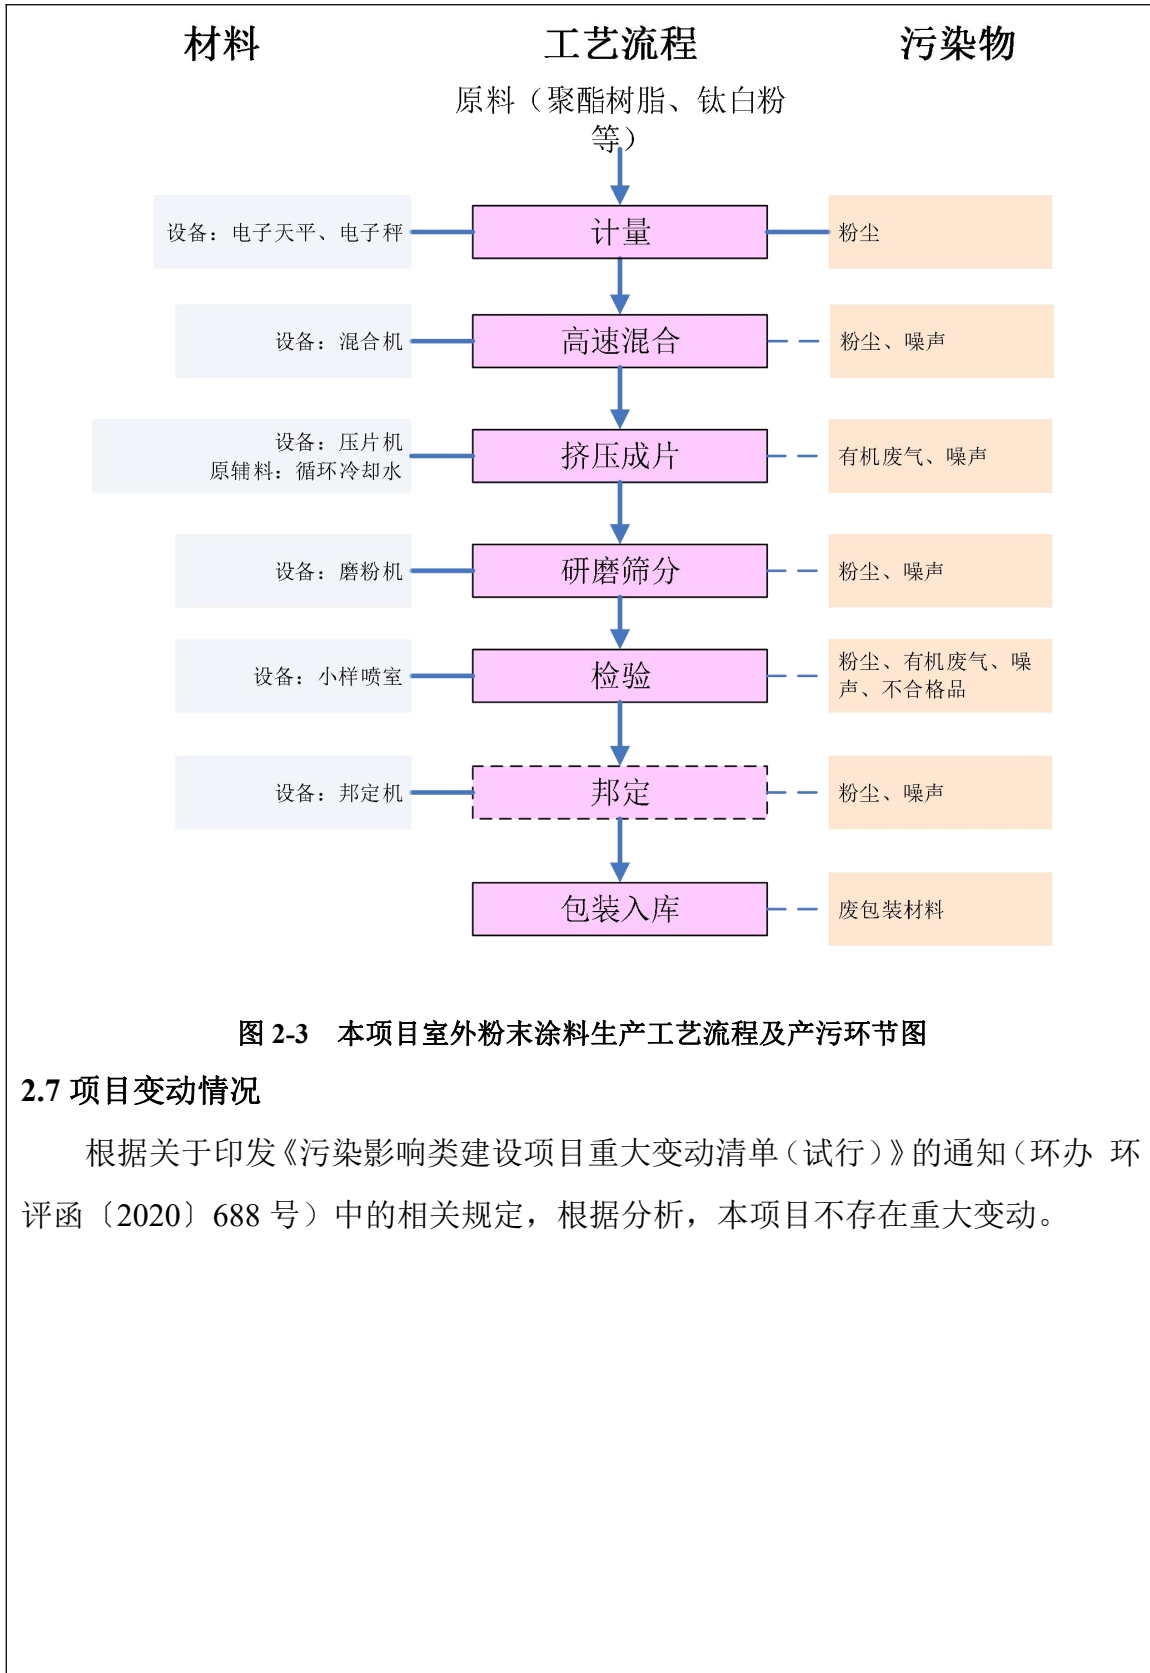 材料 工艺流程 污染物
原料（聚酯树脂、钛白粉
等）
设备：电子天平、电子秤 计量 粉尘
设备：混合机 高速混合 粉尘、噪声
设备：压片机
原辅料：循环冷却水 挤压成片 有机废气、噪声
设备：磨粉机 研磨筛分 粉尘、噪声
设备：小样喷室 检验 粉尘、有机废气、噪
声、不合格品
设备：邦定机 邦定 粉尘、噪声
包装入库 废包装材料
图 2-3 本项目室外粉末涂料生产工艺流程及产污环节图
2.7 项目变动情况
根据关于印发《污染影响类建设项目重大变动清单（试行）》的通知（环办 环
评函〔2020〕688 号）中的相关规定，根据分析，本项目不存在重大变动。